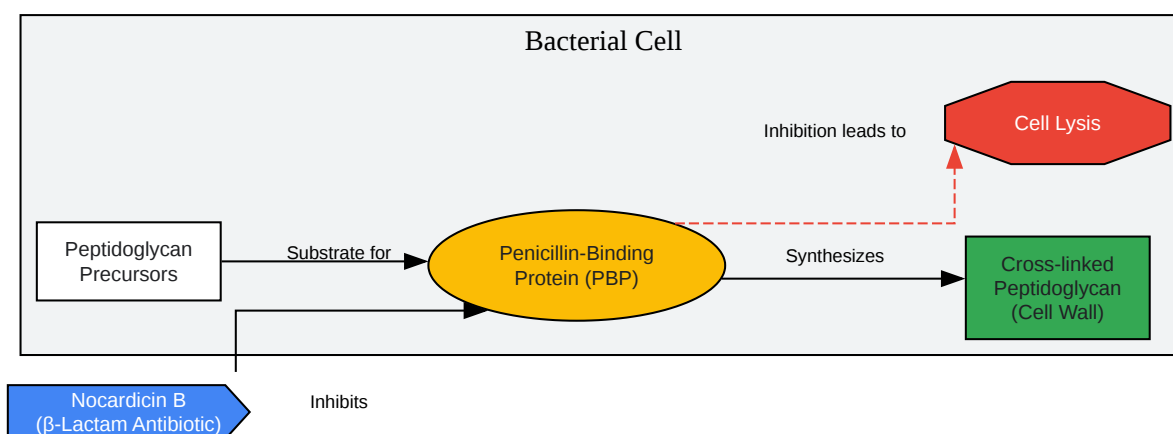 Bacterial Cell
Cell Lysis
Inhibition leads to
Peptidoglycan
Precursors
Substrate for
Penicillin-Binding
Protein (PBP)
Synthesizes
Cross-linked
Peptidoglycan
(Cell Wall)
Nocardicin B
(β-Lactam Antibiotic)
Inhibits